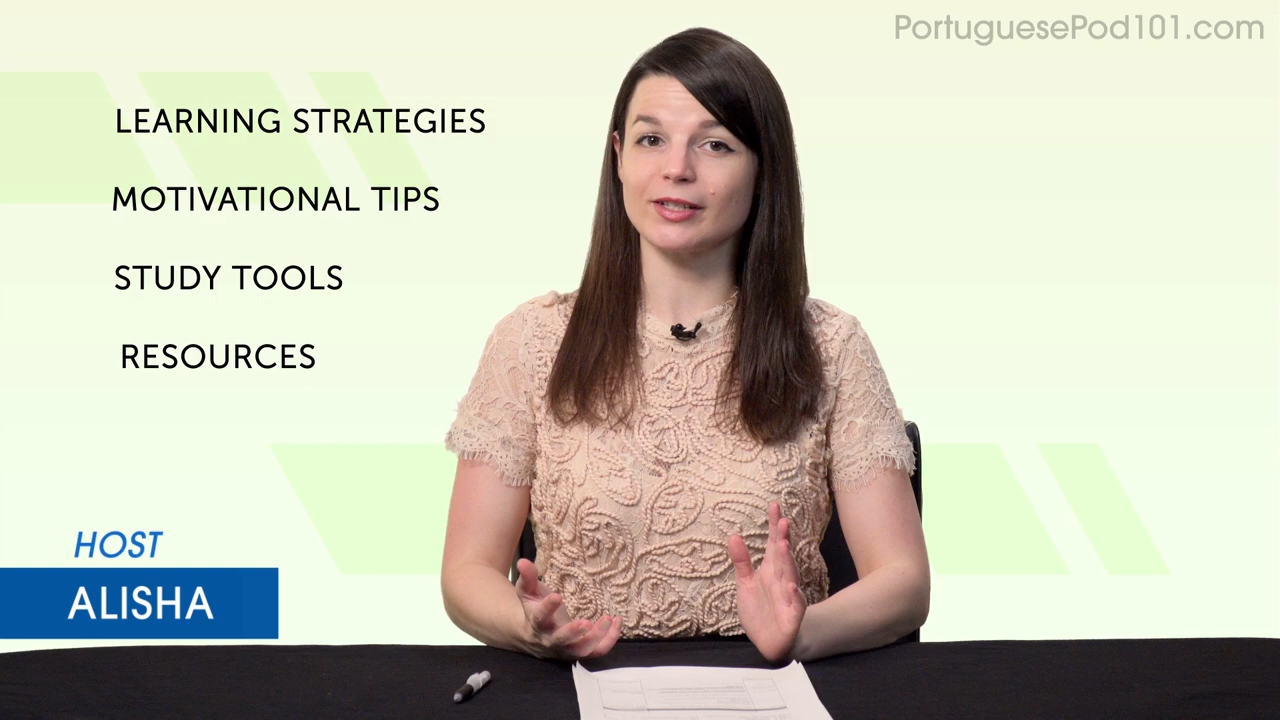 PortuguesePod101.com
LEARNING STRATEGIES
MOTIVATIONAL TIPS
STUDY TOOLS
RESOURCES
HOST
ALISHA